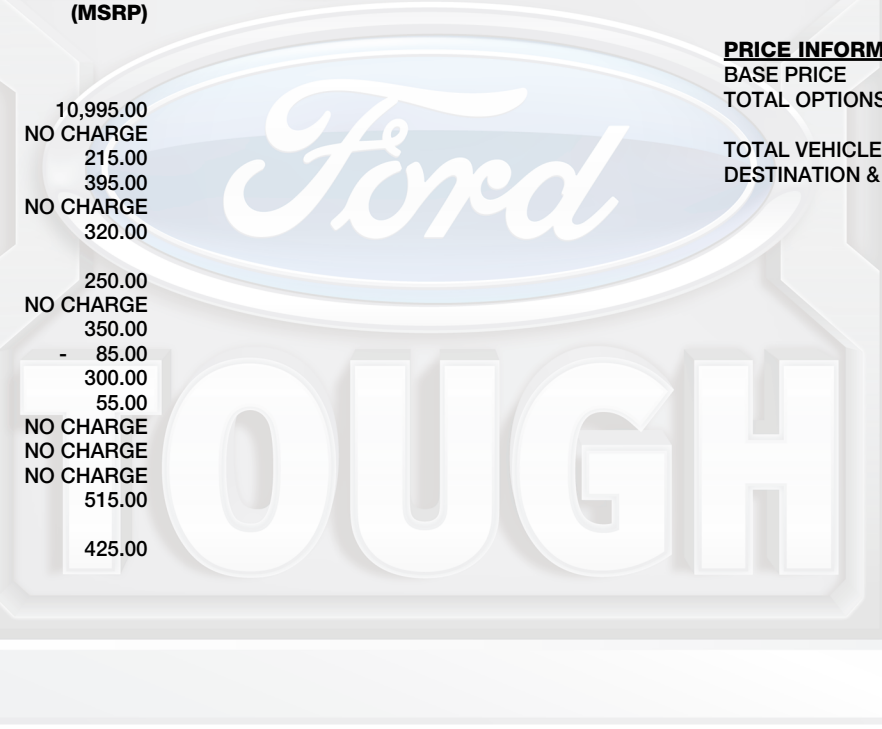 (MSRP)
10,995.00
NO CHARGE
215.00
395.00
NO CHARGE
320.00
250.00
NO CHARGE
350.00
- 85.00
300.00
55.00
NO CHARGE
NO CHARGE
NO CHARGE
515.00
425.00
PRICE INFORM
BASE PRICE
TOTAL OPTIONS
TOTAL VEHICLE
DESTINATION &
Ford
TOUGH